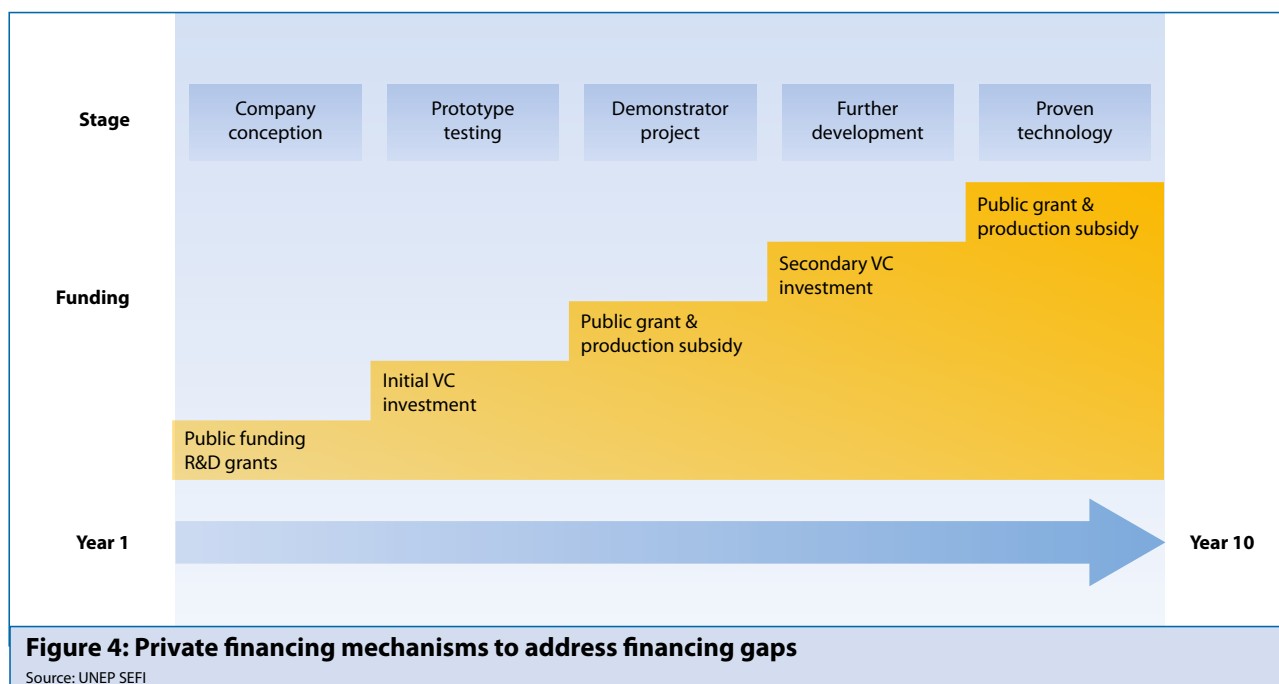 Stage
Company
conception
Prototype
testing
Demonstrator
project
Further
development
Proven
technology
Funding
Public grant &
production subsidy
Secondary VC
investment
Public grant &
production subsidy
Initial VC
investment
Public funding
R&D grants
Year 1
Year 10
Figure 4: Private financing mechanisms to address financing gaps
Source: UNEP SEFI